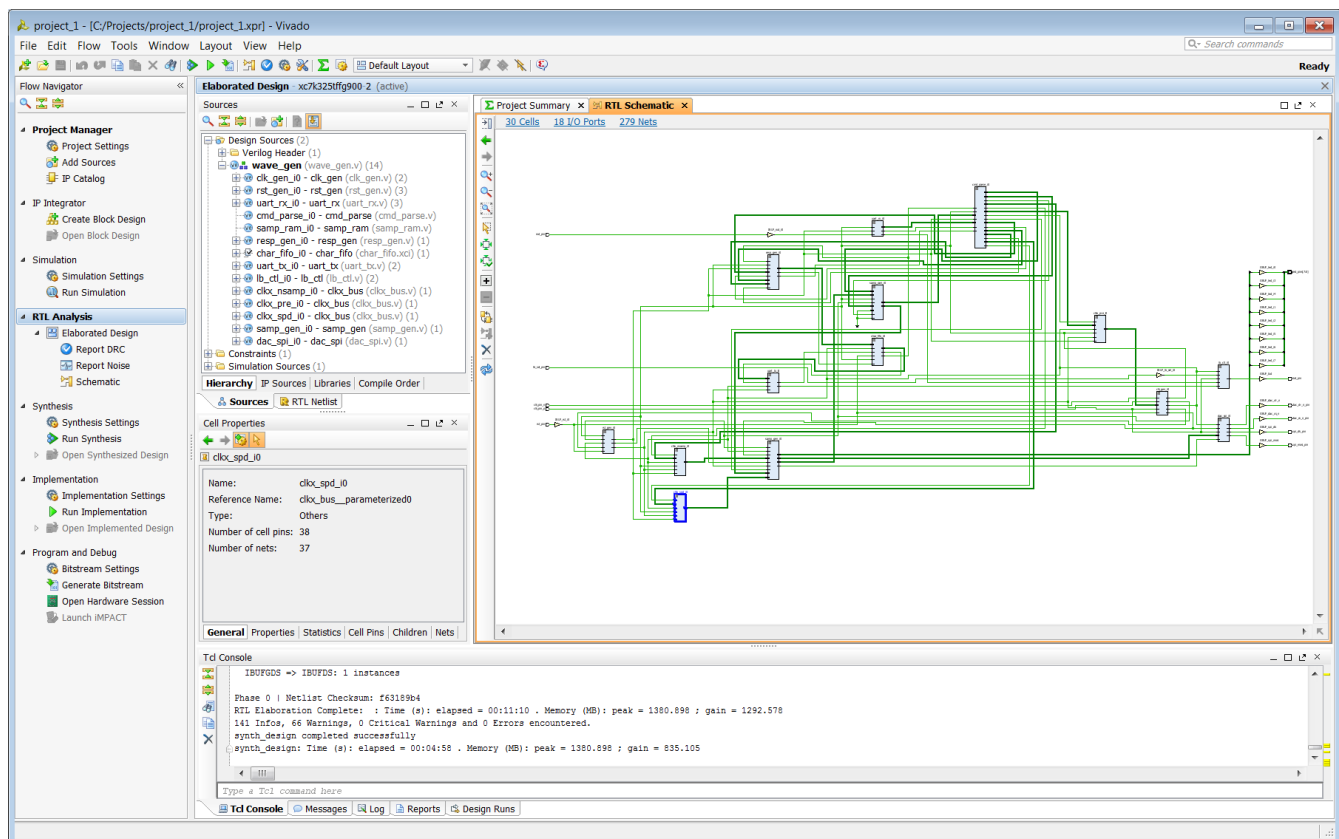 project_1 - [C:/Projects/project_1/project_1.xpr] - Vivado
File Edit Flow Tools Window Layout View Help
Search commands
Default Layout
Ready
Flow Navigator
Project Manager
Project Settings
Add Sources
IP Catalog
IP Integrator
Create Block Design
Open Block Design
Simulation
Simulation Settings
Run Simulation
RTL Analysis
Elaborated Design
Report DRC
Report Noise
Schematic
Synthesis
Synthesis Settings
Run Synthesis
Open Synthesized Design
Implementation
Implementation Settings
Run Implementation
Open Implemented Design
Program and Debug
Bitstream Settings
Generate Bitstream
Open Hardware Session
Launch iMPACT
Elaborated Design - xc7k325tffg900-2 (active)
Sources
Design Sources (2)
Verilog Header (1)
wave_gen (wave_gen.v) (14)
clk_gen_i0 - clk_gen (clk_gen.v) (2)
rst_gen_i0 - rst_gen (rst_gen.v) (3)
uart_rx_i0 - uart_rx (uart_rx.v) (3)
cmd_parse_i0 - cmd_parse (cmd_parse.v)
samp_ram_i0 - samp_ram (samp_ram.v)
resp_gen_i0 - resp_gen (resp_gen.v) (1)
char_fifo_i0 - char_fifo (char_fifo.xci) (1)
uart_tx_i0 - uart_tx (uart_tx.v) (2)
lb_ctl_i0 - lb_ctl (lb_ctl.v) (2)
clkx_nsamp_i0 - clkx_bus (clkx_bus.v) (1)
clkx_pre_i0 - clkx_bus (clkx_bus.v) (1)
clkx_spd_i0 - clkx_bus (clkx_bus.v) (1)
samp_gen_i0 - samp_gen (samp_gen.v) (1)
dac_spi_i0 - dac_spi (dac_spi.v) (1)
Constraints (1)
Simulation Sources (1)
Hierarchy IP Sources Libraries Compile Order
Sources RTL Netlist
Cell Properties
clkx_spd_i0
Name: clkx_spd_i0
Reference Name: clkx_bus__parameterized0
Type: Others
Number of cell pins: 38
Number of nets: 37
General Properties Statistics Cell Pins Children Nets
Project Summary RTL Schematic
30 Cells 18 I/O Ports 279 Nets
Tcl Console
IBUFGDS => IBUFDS: 1 instances
Phase 0 | Netlist Checksum: f63189b4
RTL Elaboration Complete: : Time (s): elapsed = 00:11:10 . Memory (MB): peak = 1380.898 ; gain = 1292.578
141 Infos, 66 Warnings, 0 Critical Warnings and 0 Errors encountered.
synth_design completed successfully
synth_design: Time (s): elapsed = 00:04:58 . Memory (MB): peak = 1380.898 ; gain = 835.105
Type a Tcl command here
Tcl Console Messages Log Reports Design Runs